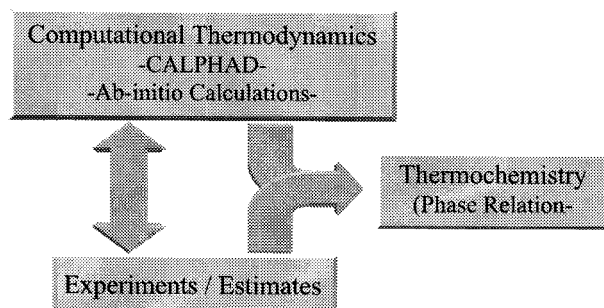 Computational Thermodynamics
-CALPHAD-
-Ab-initio Calculations-
Thermochemistry
(Phase Relation-
Experiments / Estimates